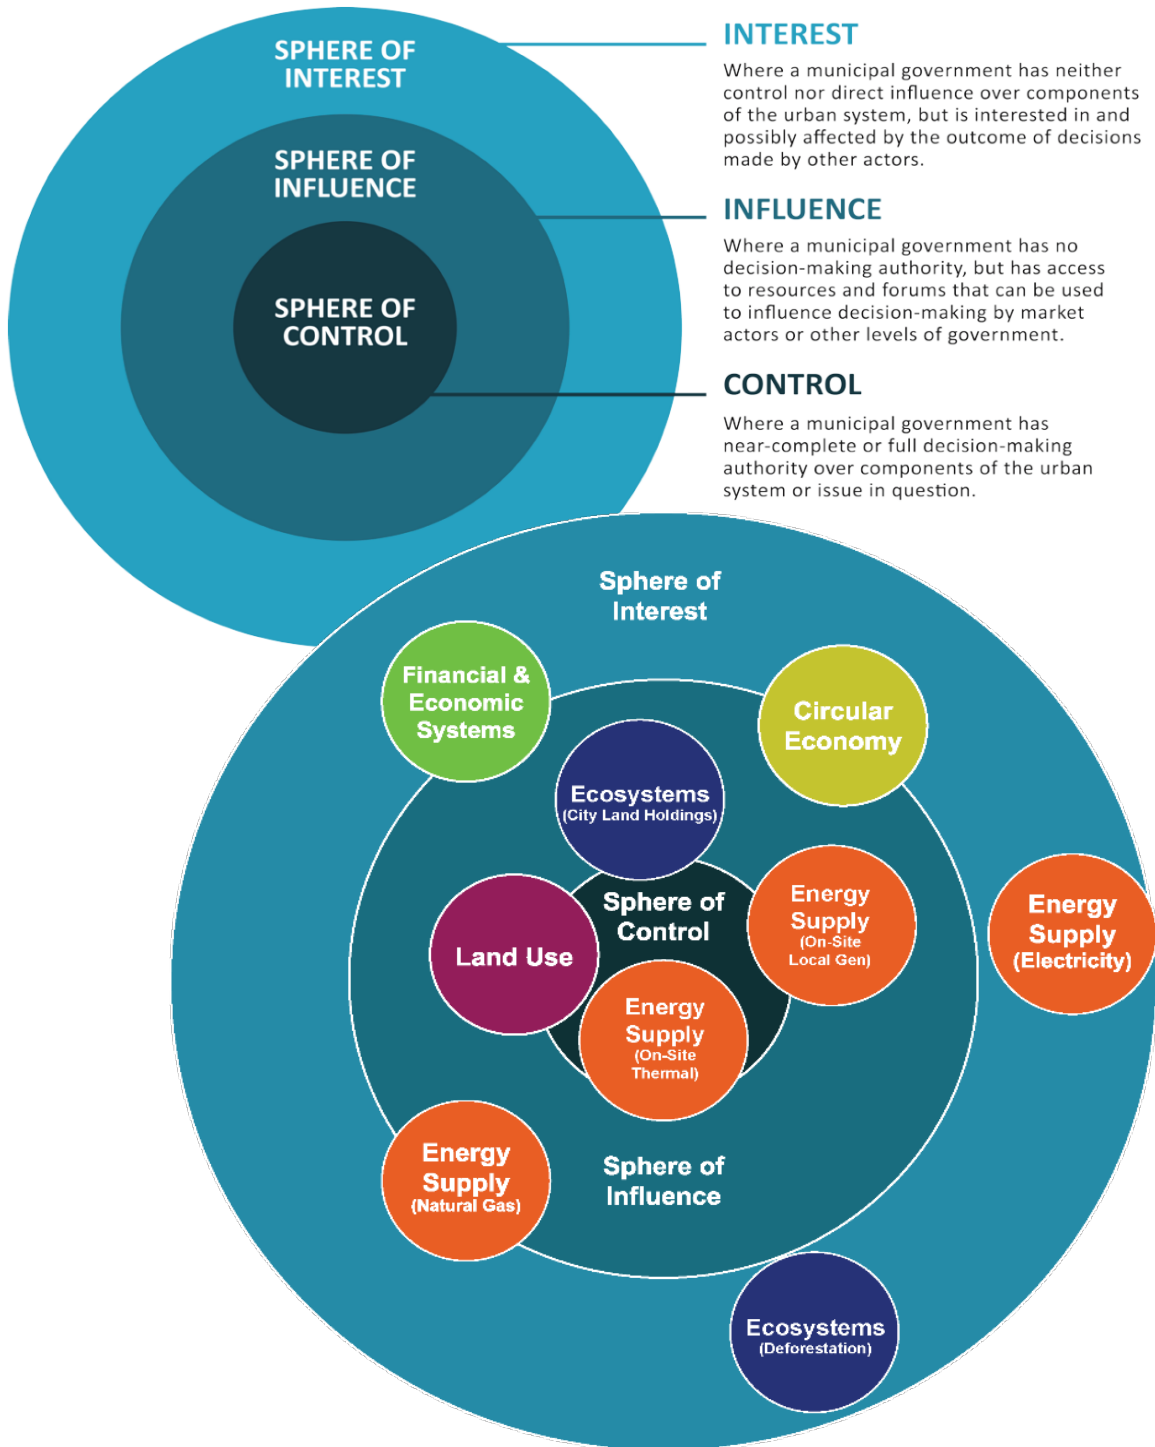 SPHERE OF
INTEREST
SPHERE OF
INFLUENCE
SPHERE OF
CONTROL
INTEREST
Where a municipal government has neither
control nor direct influence over components
of the urban system, but is interested in and
possibly affected by the outcome of decisions
made by other actors.
INFLUENCE
Where a municipal government has no
decision-making authority, but has access
to resources and forums that can be used
to influence decision-making by market
actors or other levels of government.
CONTROL
Where a municipal government has
near-complete or full decision-making
authority over components of the urban
system or issue in question.
Sphere of
Interest
Financial &
Economic
Systems
Circular
Economy
Ecosystems
(City Land Holdings)
Energy
Supply
(On-Site
Local Gen)
Sphere of
Control
Energy
Supply
(Electricity)
Land Use
Energy
Supply
(On-Site
Thermal)
Energy
Supply
(Natural Gas)
Sphere of
Influence
Ecosystems
(Deforestation)